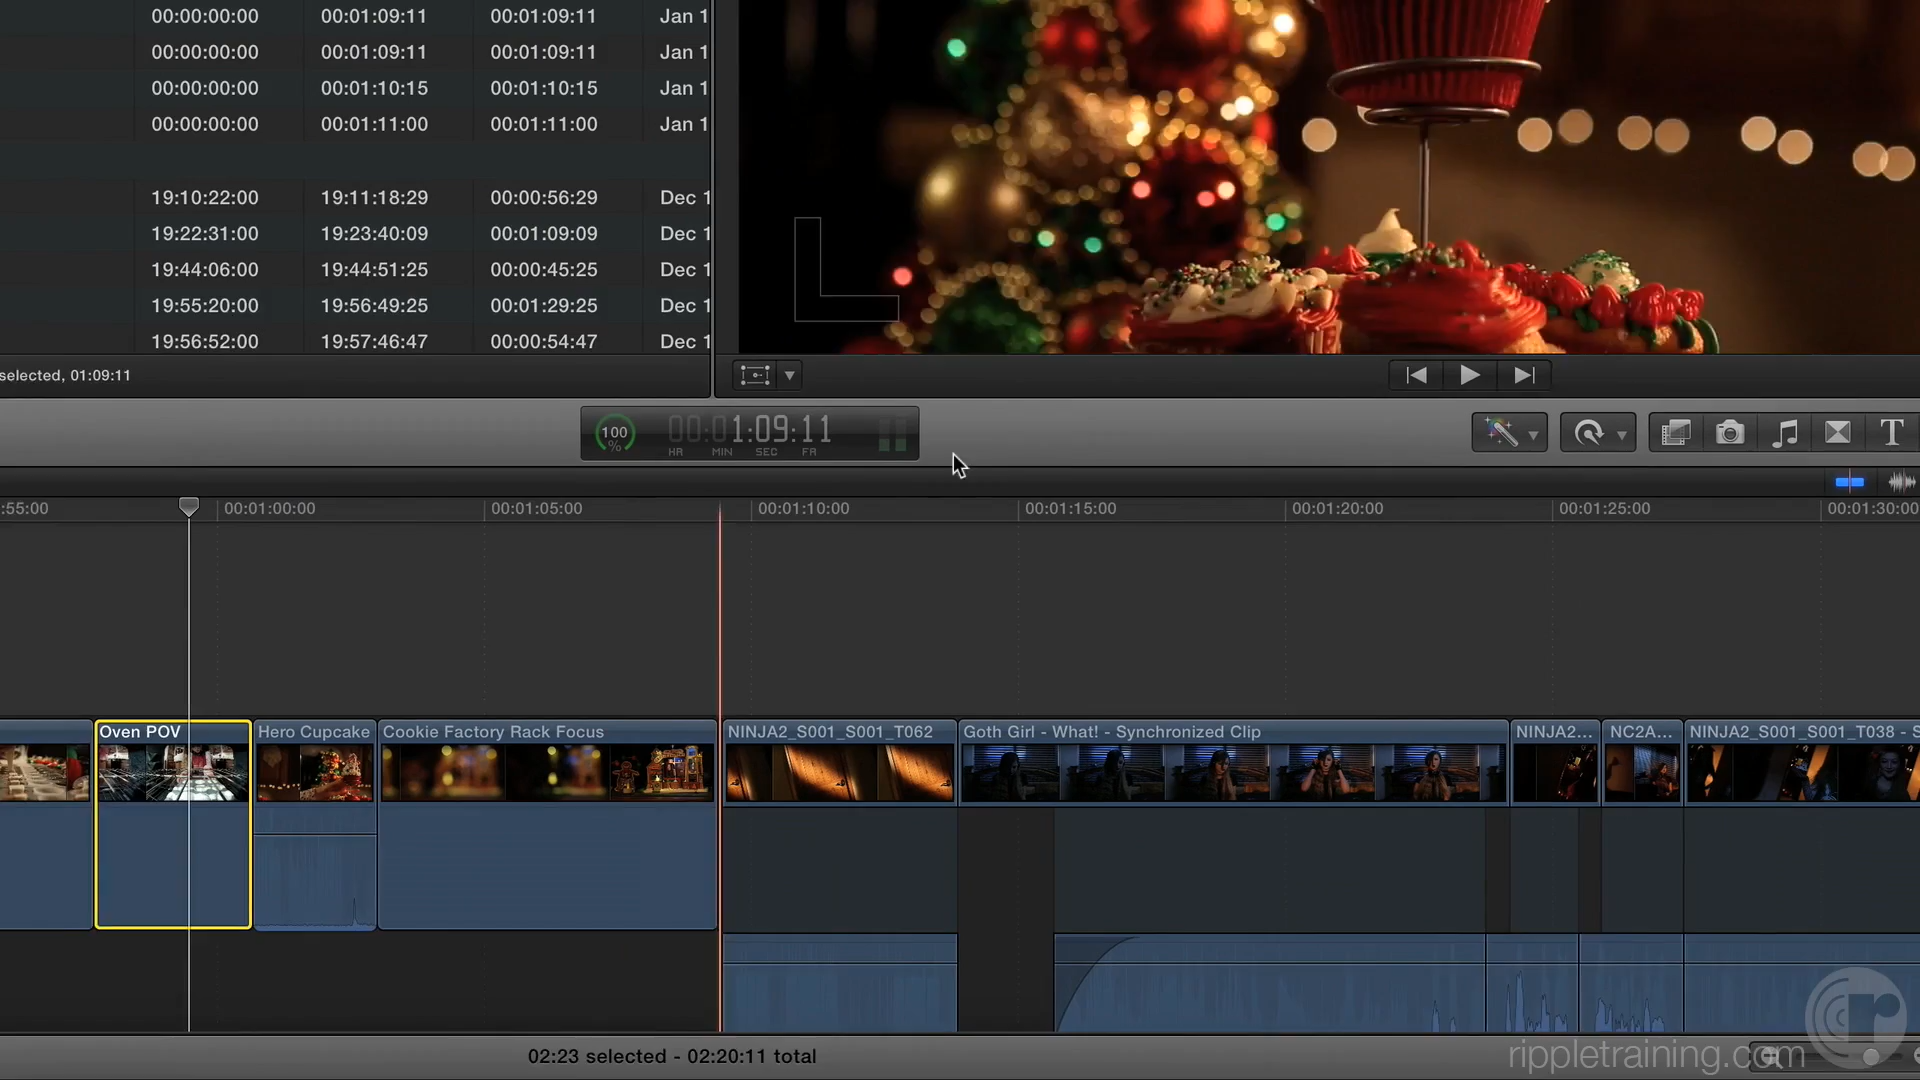 00:00:00:00 00:01:09:11 00:01:09:11 Jan 1
00:00:00:00 00:01:09:11 00:01:09:11 Jan 1
00:00:00:00 00:01:10:15 00:01:10:15 Jan 1
00:00:00:00 00:01:11:00 00:01:11:00 Jan 1
19:10:22:00 19:11:18:29 00:00:56:29 Dec 1
19:22:31:00 19:23:40:09 00:01:09:09 Dec 1
19:44:06:00 19:44:51:25 00:00:45:25 Dec 1
19:55:20:00 19:56:49:25 00:01:29:25 Dec 1
19:56:52:00 19:57:46:47 00:00:54:47 Dec 1
selected, 01:09:11
100 % 00:01:09:11
HR MIN SEC FR
T
:55:00 00:01:00:00 00:01:05:00 00:01:10:00 00:01:15:00 00:01:20:00 00:01:25:00 00:01:30:00
Oven POV Hero Cupcake Cookie Factory Rack Focus NINJA2_S001_S001_T062 Goth Girl - What! - Synchronized Clip NINJA2... NC2A... NINJA2_S001_S001_T038 - S
02:23 selected - 02:20:11 total
rippletraining.com